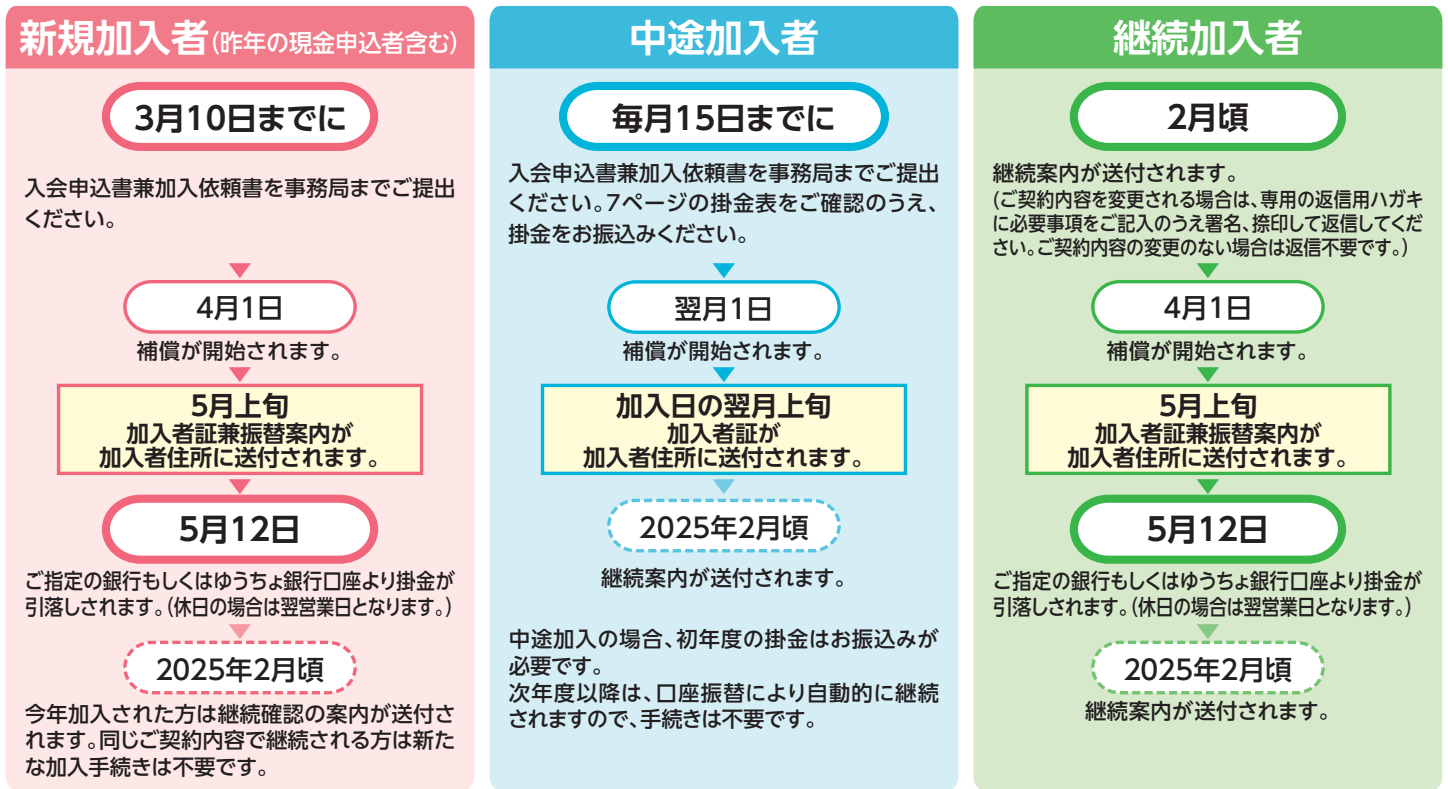 新規加入者(昨年の現金申込者含む)
3月10日までに
入会申込書兼加入依頼書を事務局までご提出
ください。
4月1日
補償が開始されます。
5月上旬
加入者証兼振替案内が
加入者住所に送付されます。
5月12日
ご指定の銀行もしくはゆうちょ銀行口座より掛金が
引落しされます。(休日の場合は翌営業日となります。)
2025年2月頃
今年加入された方は継続確認の案内が送付さ
れます。同じご契約内容で継続される方は新た
な加入手続きは不要です。
中途加入者
毎月15日までに
入会申込書兼加入依頼書を事務局までご提出
ください。7ページの掛金表をご確認のうえ、
掛金をお振込みください。
翌月1日
補償が開始されます。
加入日の翌月上旬
加入者証が
加入者住所に送付されます。
2025年2月頃
継続案内が送付されます。
中途加入の場合、初年度の掛金はお振込みが
必要です。
次年度以降は、口座振替により自動的に継続
されますので、手続きは不要です。
継続加入者
2月頃
継続案内が送付されます。
(ご契約内容を変更される場合は、専用の返信用ハガキ
に必要事項をご記入のうえ署名、捺印して返信してくだ
さい。ご契約内容の変更のない場合は返信不要です。)
4月1日
補償が開始されます。
5月上旬
加入者証兼振替案内が
加入者住所に送付されます。
5月12日
ご指定の銀行もしくはゆうちょ銀行口座より掛金が
引落しされます。(休日の場合は翌営業日となります。)
2025年2月頃
継続案内が送付されます。